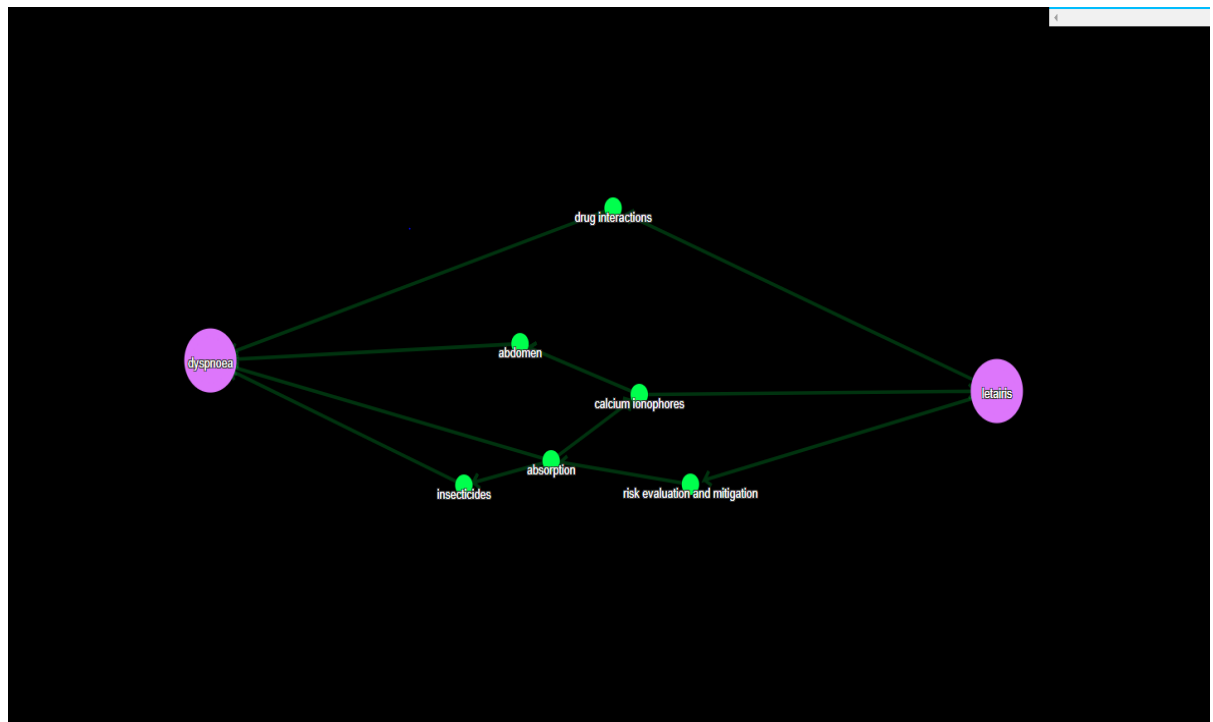 drug interactions
abdomen
dyspnoea
letairis
calcium ionophores
absorption
insecticides
risk evaluation and mitigation